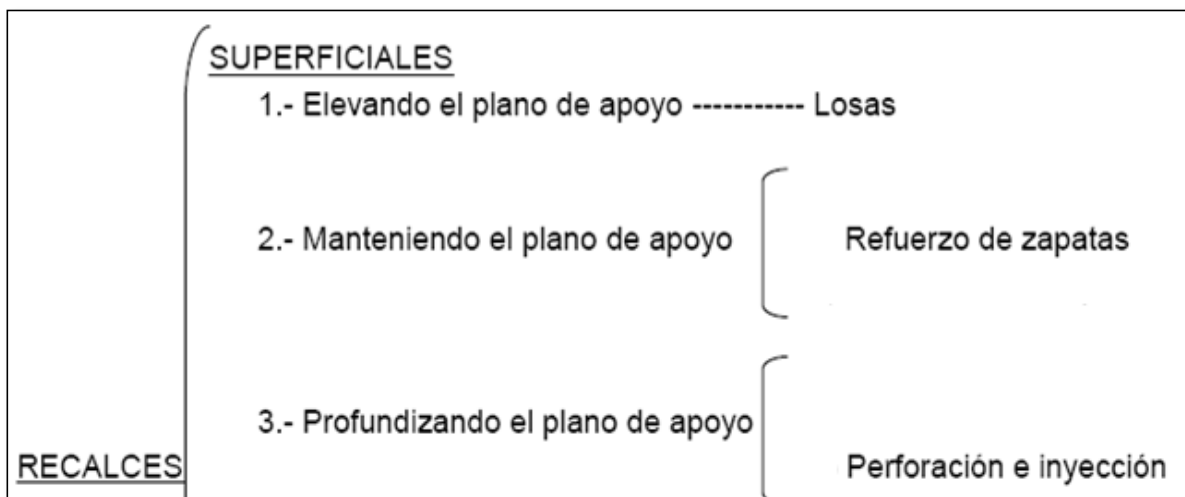 SUPERFICIALES
1.- Elevando el plano de apoyo ----------- Losas
2.- Manteniendo el plano de apoyo Refuerzo de zapatas
3.- Profundizando el plano de apoyo
RECALCES
Perforación e inyección